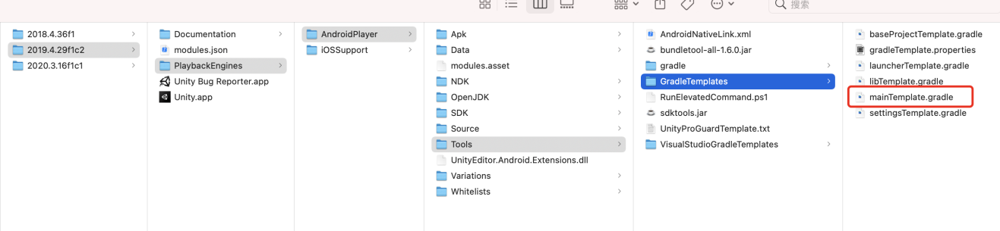 搜索
2018.4.36f1
2019.4.29f1c2
2020.3.16f1c1
Documentation
modules.json
PlaybackEngines
Unity Bug Reporter.app
Unity.app
AndroidPlayer
iOSSupport
Apk
Data
modules.asset
NDK
OpenJDK
SDK
Source
Tools
UnityEditor.Android.Extensions.dll
Variations
Whitelists
AndroidNativeLink.xml
bundletool-all-1.6.0.jar
gradle
GradleTemplates
RunElevatedCommand.ps1
sdktools.jar
UnityProGuardTemplate.txt
VisualStudioGradleTemplates
baseProjectTemplate.gradle
gradleTemplate.properties
launcherTemplate.gradle
libTemplate.gradle
mainTemplate.gradle
settingsTemplate.gradle